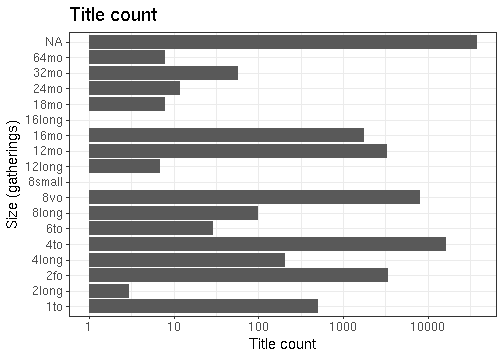 Title count
NA
64mo
32mo
24mo
18mo
16long
16mo
12mo
12long
8small
8vo
8long
6to
4to
4long
2fo
2long
1to
Size (gatherings)
1 10 100 1000 10000
Title count